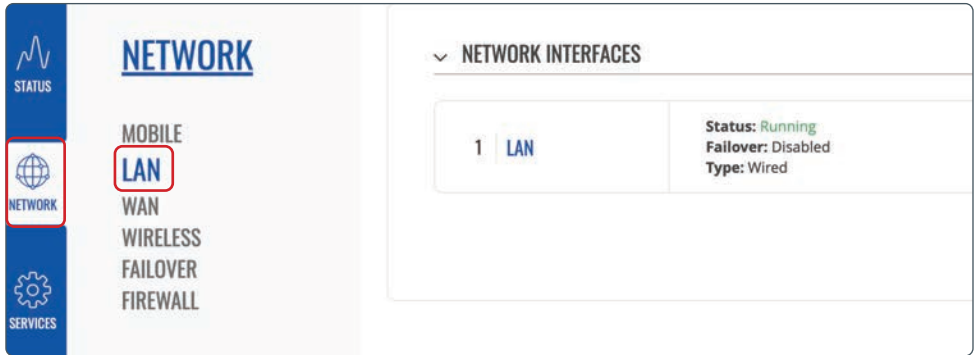 STATUS
NETWORK
SERVICES
NETWORK
MOBILE
LAN
WAN
WIRELESS
FAILOVER
FIREWALL
NETWORK INTERFACES
1 LAN
Status: Running
Failover: Disabled
Type: Wired